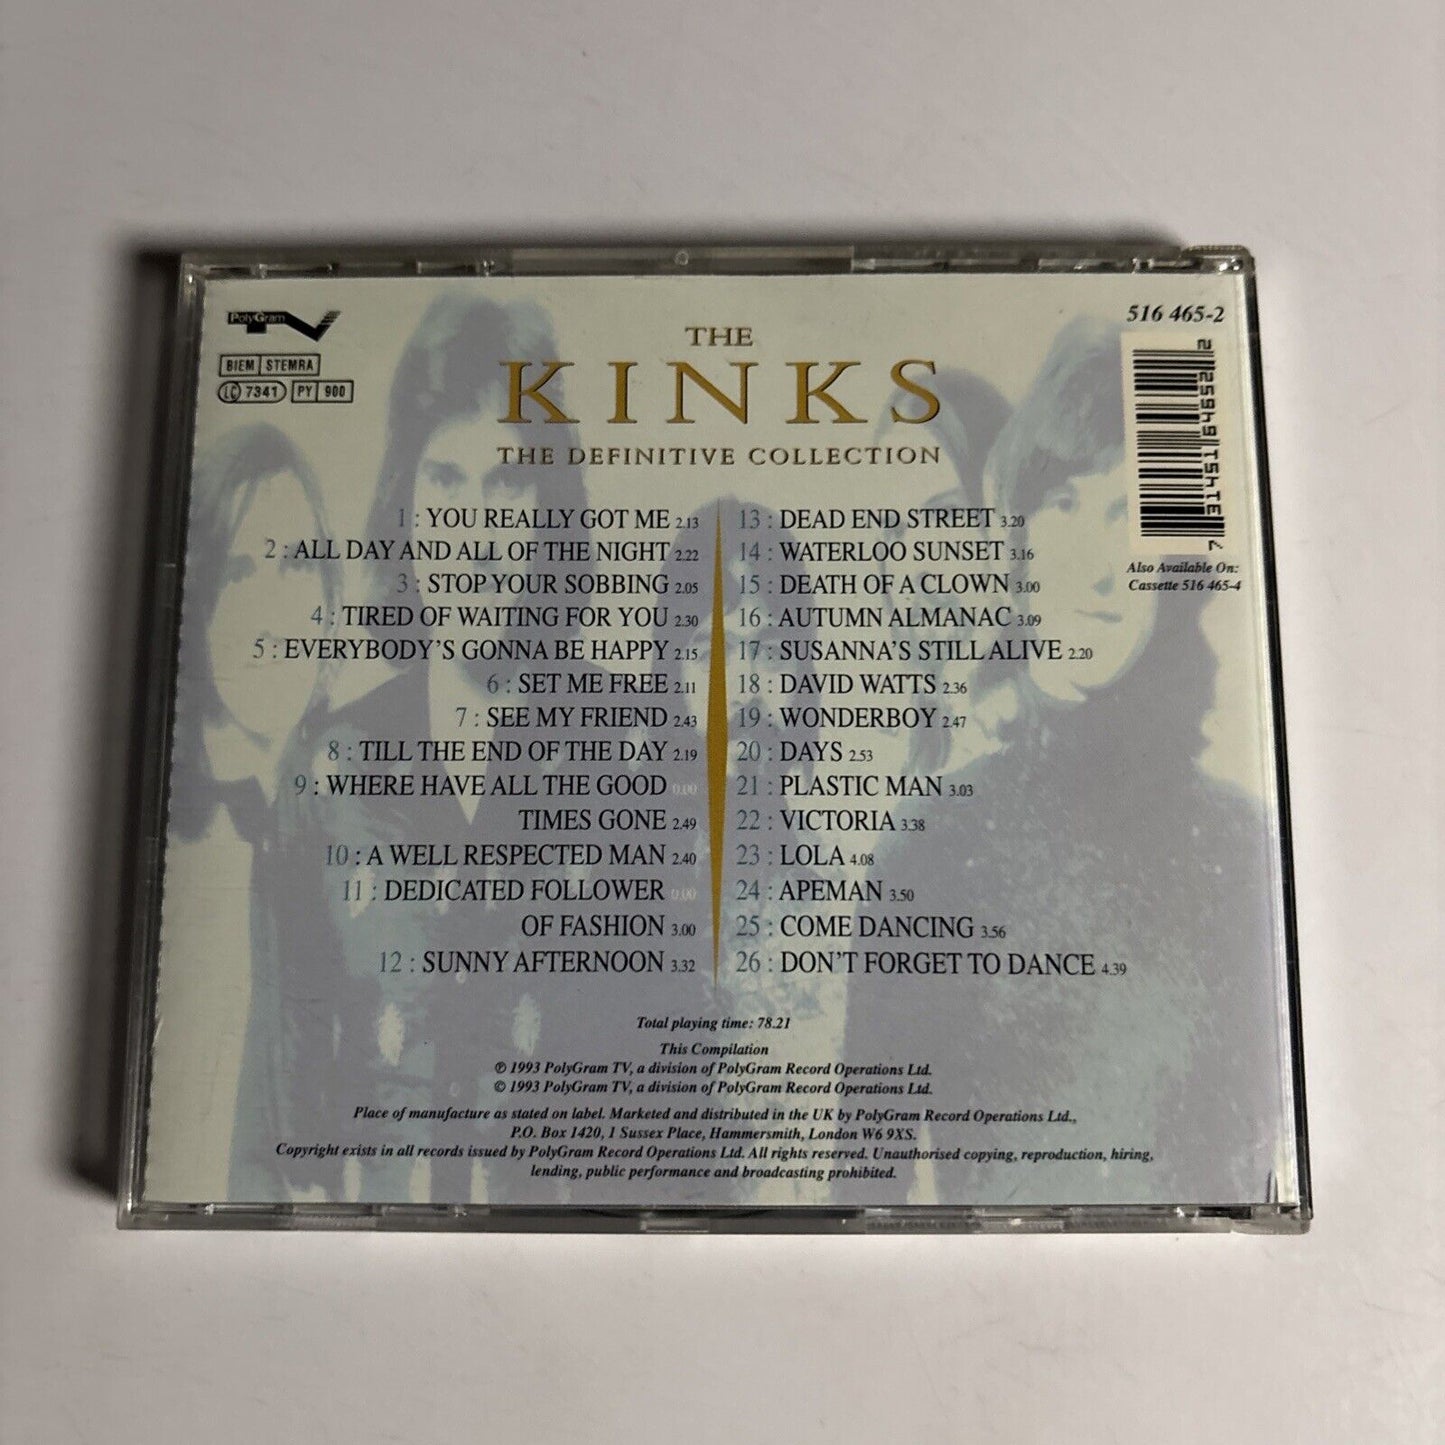 PolyGram TV
BIEM STEMRA
LC 7341 PY 900
THE
KINKS
THE DEFINITIVE COLLECTION
516 465-2
7 31451 64652 2
Also Available On:
Cassette 516 465-4
1 : YOU REALLY GOT ME 2.13
2 : ALL DAY AND ALL OF THE NIGHT 2.22
3 : STOP YOUR SOBBING 2.05
4 : TIRED OF WAITING FOR YOU 2.30
5 : EVERYBODY'S GONNA BE HAPPY 2.15
6 : SET ME FREE 2.11
7 : SEE MY FRIEND 2.43
8 : TILL THE END OF THE DAY 2.19
9 : WHERE HAVE ALL THE GOOD 0.00
TIMES GONE 2.49
10 : A WELL RESPECTED MAN 2.40
11 : DEDICATED FOLLOWER 0.00
OF FASHION 3.00
12 : SUNNY AFTERNOON 3.32
13 : DEAD END STREET 3.20
14 : WATERLOO SUNSET 3.16
15 : DEATH OF A CLOWN 3.00
16 : AUTUMN ALMANAC 3.09
17 : SUSANNA'S STILL ALIVE 2.20
18 : DAVID WATTS 2.36
19 : WONDERBOY 2.47
20 : DAYS 2.53
21 : PLASTIC MAN 3.03
22 : VICTORIA 3.38
23 : LOLA 4.08
24 : APEMAN 3.50
25 : COME DANCING 3.56
26 : DON'T FORGET TO DANCE 4.39
Total playing time: 78.21
This Compilation
℗ 1993 PolyGram TV, a division of PolyGram Record Operations Ltd.
© 1993 PolyGram TV, a division of PolyGram Record Operations Ltd.
Place of manufacture as stated on label. Marketed and distributed in the UK by PolyGram Record Operations Ltd.,
P.O. Box 1420, 1 Sussex Place, Hammersmith, London W6 9XS.
Copyright exists in all records issued by PolyGram Record Operations Ltd. All rights reserved. Unauthorised copying, reproduction, hiring,
lending, public performance and broadcasting prohibited.